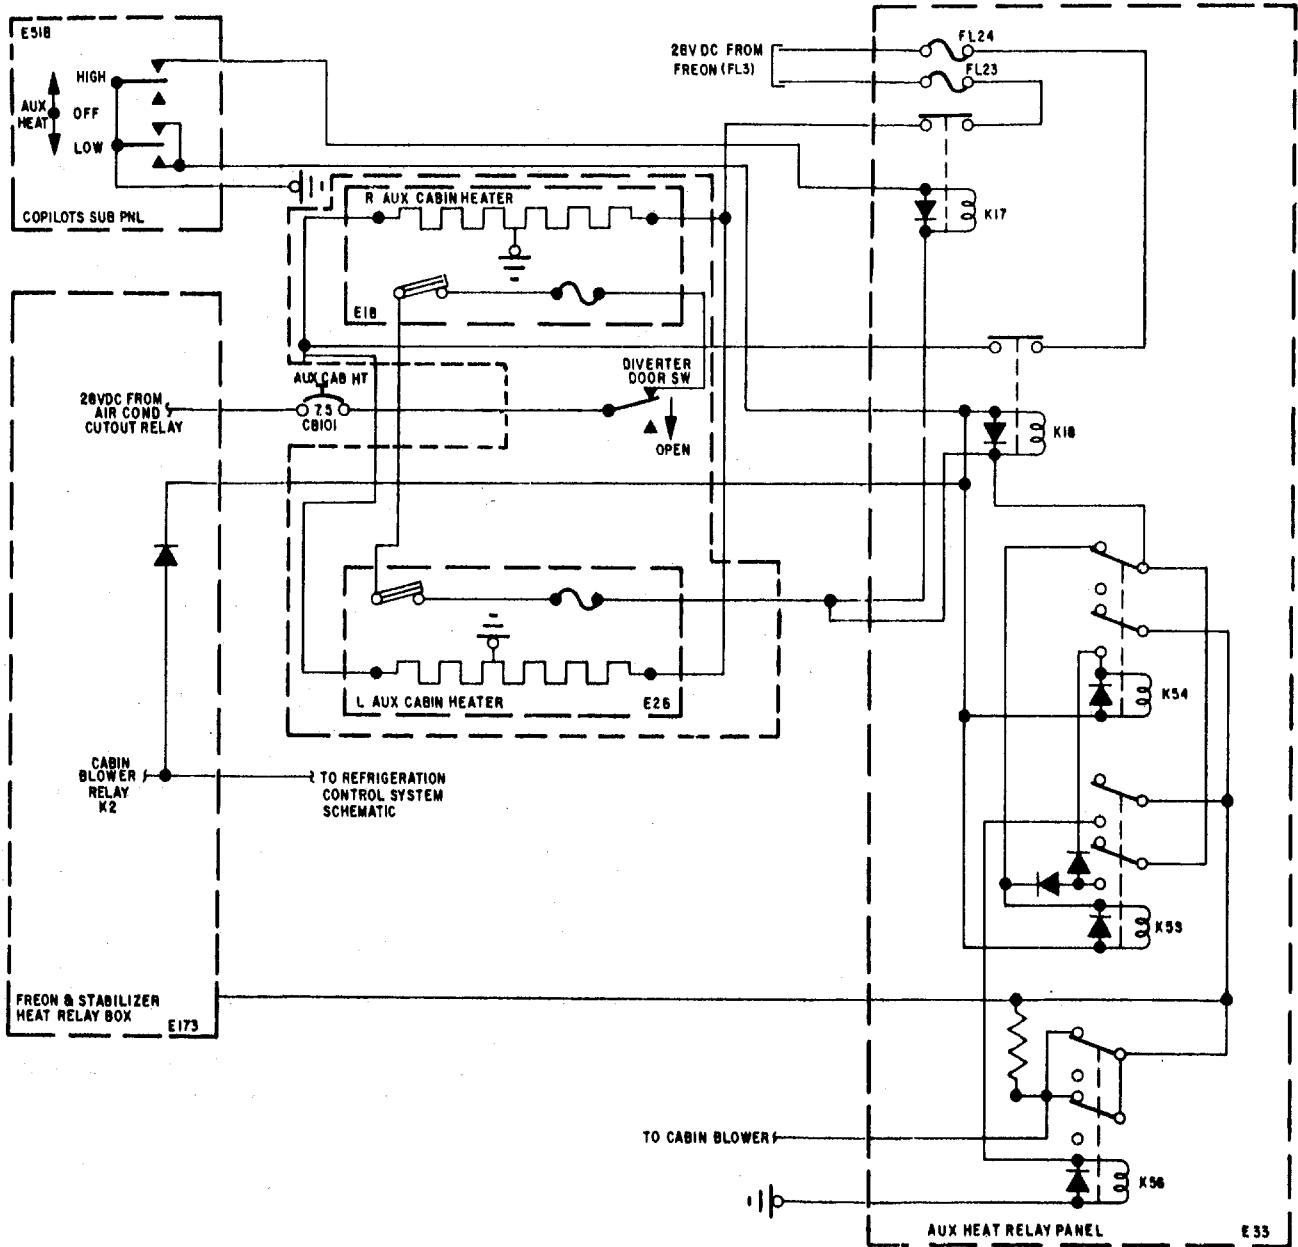 E518
HIGH
AUX
HEAT
OFF
LOW
COPILOTS SUB PNL
28V DC FROM
FREON (FL3)
FL24
FL23
K17
R AUX CABIN HEATER
E18
DIVERTER
DOOR SW
OPEN
AUX CAB HT
7.5
CB101
28VDC FROM
AIR COND
CUTOUT RELAY
K18
L AUX CABIN HEATER
E26
K54
CABIN
BLOWER
RELAY
K2
TO REFRIGERATION
CONTROL SYSTEM
SCHEMATIC
K53
FREON & STABILIZER
HEAT RELAY BOX
E173
TO CABIN BLOWER
K56
AUX HEAT RELAY PANEL
E33